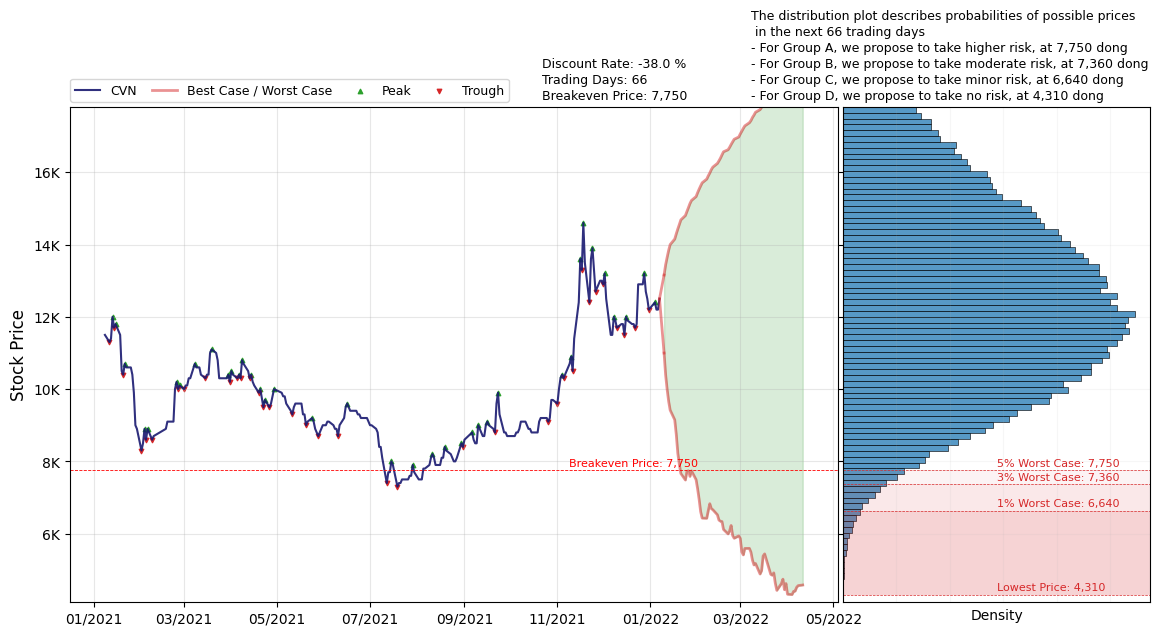 The distribution plot describes probabilities of possible prices
in the next 66 trading days
- For Group A, we propose to take higher risk, at 7,750 dong
- For Group B, we propose to take moderate risk, at 7,360 dong
- For Group C, we propose to take minor risk, at 6,640 dong
- For Group D, we propose to take no risk, at 4,310 dong
Discount Rate: -38.0 %
Trading Days: 66
Breakeven Price: 7,750
CVN
Best Case / Worst Case
Peak
Trough
Stock Price
16K
14K
12K
10K
8K
6K
Breakeven Price: 7,750
5% Worst Case: 7,750
3% Worst Case: 7,360
1% Worst Case: 6,640
Lowest Price: 4,310
01/2021
03/2021
05/2021
07/2021
09/2021
11/2021
01/2022
03/2022
05/2022
Density